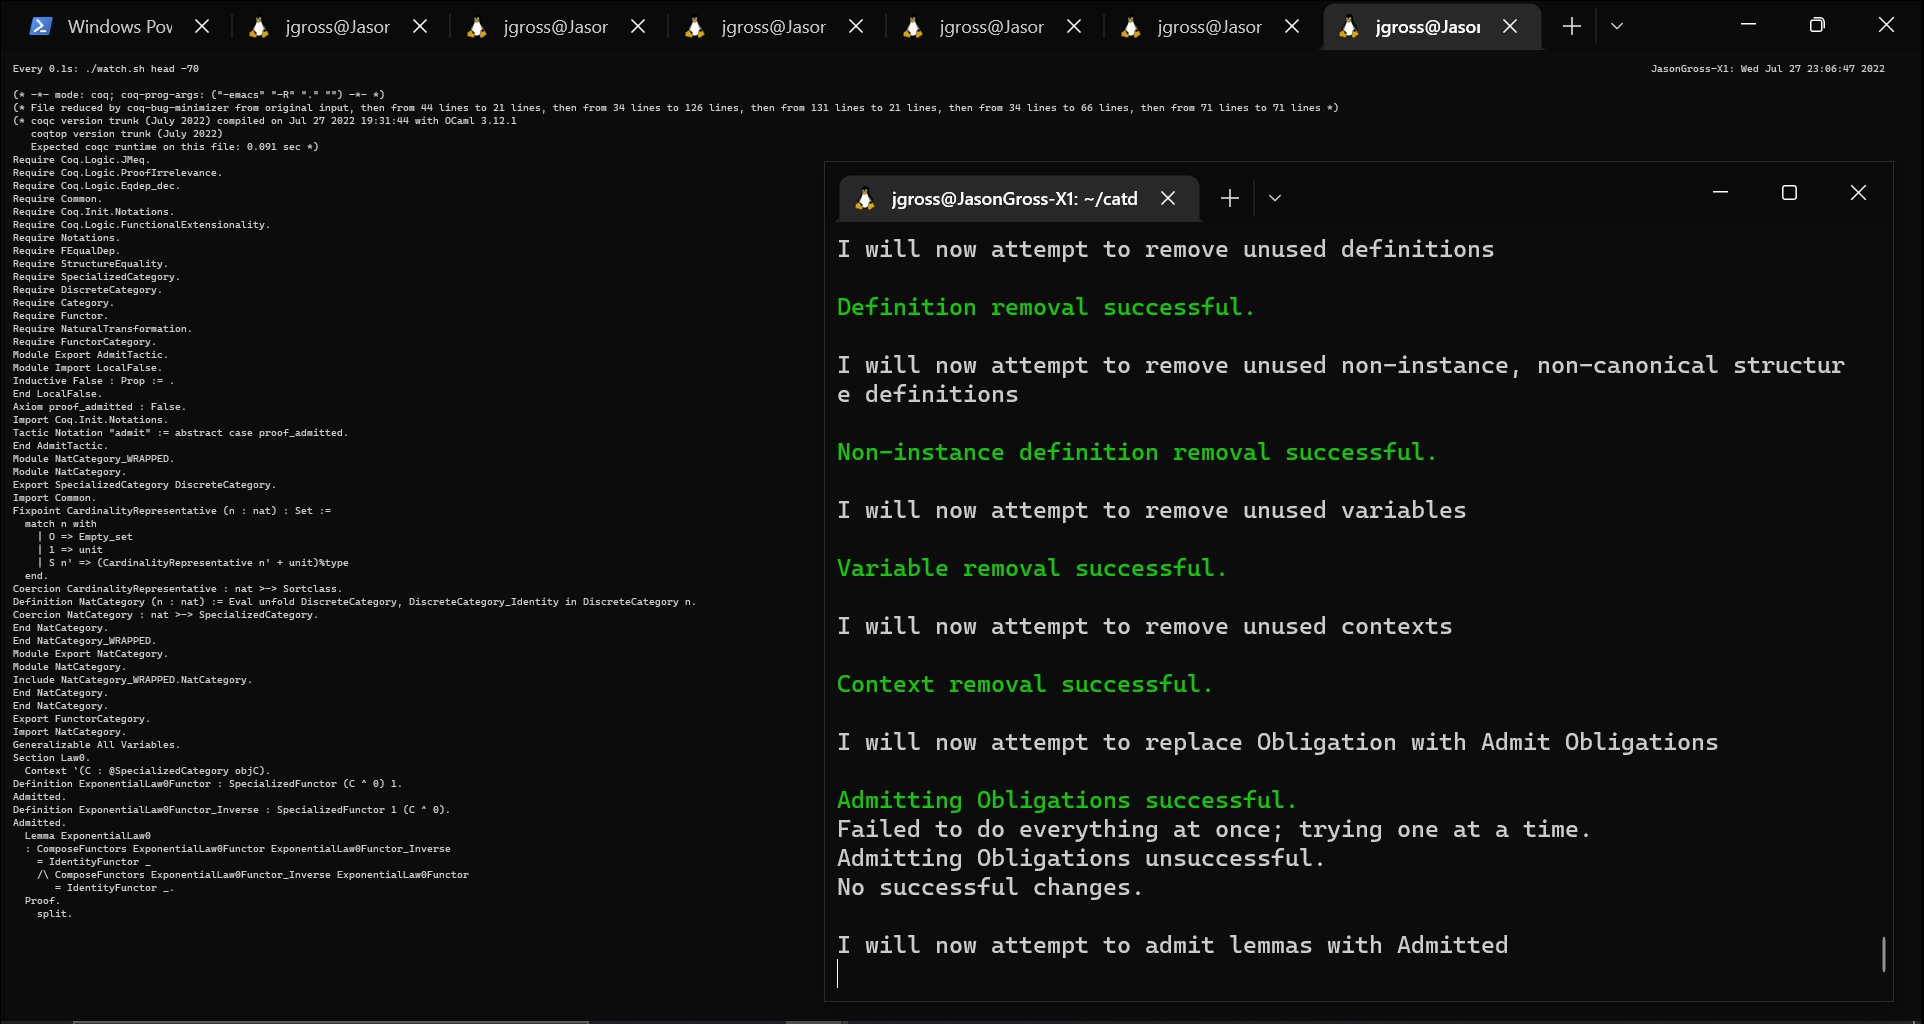 Windows Pov
jgross@Jasor
jgross@Jasor
jgross@Jasor
jgross@Jasor
jgross@Jasor
jgross@Jasor
Every 0.1s: ./watch.sh head -70
JasonGross-X1: Wed Jul 27 23:06:47 2022
(* -*- mode: coq; coq-prog-args: ("-emacs" "-R" "." "") -*- *)
(* File reduced by coq-bug-minimizer from original input, then from 44 lines to 21 lines, then from 34 lines to 126 lines, then from 131 lines to 21 lines, then from 34 lines to 66 lines, then from 71 lines to 71 lines *)
(* coqc version trunk (July 2022) compiled on Jul 27 2022 19:31:44 with OCaml 3.12.1
   coqtop version trunk (July 2022)
   Expected coqc runtime on this file: 0.091 sec *)
Require Coq.Logic.JMeq.
Require Coq.Logic.ProofIrrelevance.
Require Coq.Logic.Eqdep_dec.
Require Common.
Require Coq.Init.Notations.
Require Coq.Logic.FunctionalExtensionality.
Require Notations.
Require FEqualDep.
Require StructureEquality.
Require SpecializedCategory.
Require DiscreteCategory.
Require Category.
Require Functor.
Require NaturalTransformation.
Require FunctorCategory.
Module Export AdmitTactic.
Module Import LocalFalse.
Inductive False : Prop := .
End LocalFalse.
Axiom proof_admitted : False.
Import Coq.Init.Notations.
Tactic Notation "admit" := abstract case proof_admitted.
End AdmitTactic.
Module NatCategory_WRAPPED.
Module NatCategory.
Export SpecializedCategory DiscreteCategory.
Import Common.
Fixpoint CardinalityRepresentative (n : nat) : Set :=
  match n with
    | O => Empty_set
    | 1 => unit
    | S n' => (CardinalityRepresentative n' + unit)%type
  end.
Coercion CardinalityRepresentative : nat >-> Sortclass.
Definition NatCategory (n : nat) := Eval unfold DiscreteCategory, DiscreteCategory_Identity in DiscreteCategory n.
Coercion NatCategory : nat >-> SpecializedCategory.
End NatCategory.
End NatCategory_WRAPPED.
Module Export NatCategory.
Module NatCategory.
Include NatCategory_WRAPPED.NatCategory.
End NatCategory.
End NatCategory.
Export FunctorCategory.
Import NatCategory.
Generalizable All Variables.
Section Law0.
  Context `(C : @SpecializedCategory objC).
Definition ExponentialLaw0Functor : SpecializedFunctor (C ^ 0) 1.
Admitted.
Definition ExponentialLaw0Functor_Inverse : SpecializedFunctor 1 (C ^ 0).
Admitted.
  Lemma ExponentialLaw0
  : ComposeFunctors ExponentialLaw0Functor ExponentialLaw0Functor_Inverse
    = IdentityFunctor _
    /\ ComposeFunctors ExponentialLaw0Functor_Inverse ExponentialLaw0Functor
       = IdentityFunctor _.
  Proof.
    split.
jgross@JasonGross-X1: ~/catd
I will now attempt to remove unused definitions
Definition removal successful.
I will now attempt to remove unused non-instance, non-canonical structur
e definitions
Non-instance definition removal successful.
I will now attempt to remove unused variables
Variable removal successful.
I will now attempt to remove unused contexts
Context removal successful.
I will now attempt to replace Obligation with Admit Obligations
Admitting Obligations successful.
Failed to do everything at once; trying one at a time.
Admitting Obligations unsuccessful.
No successful changes.
I will now attempt to admit lemmas with Admitted